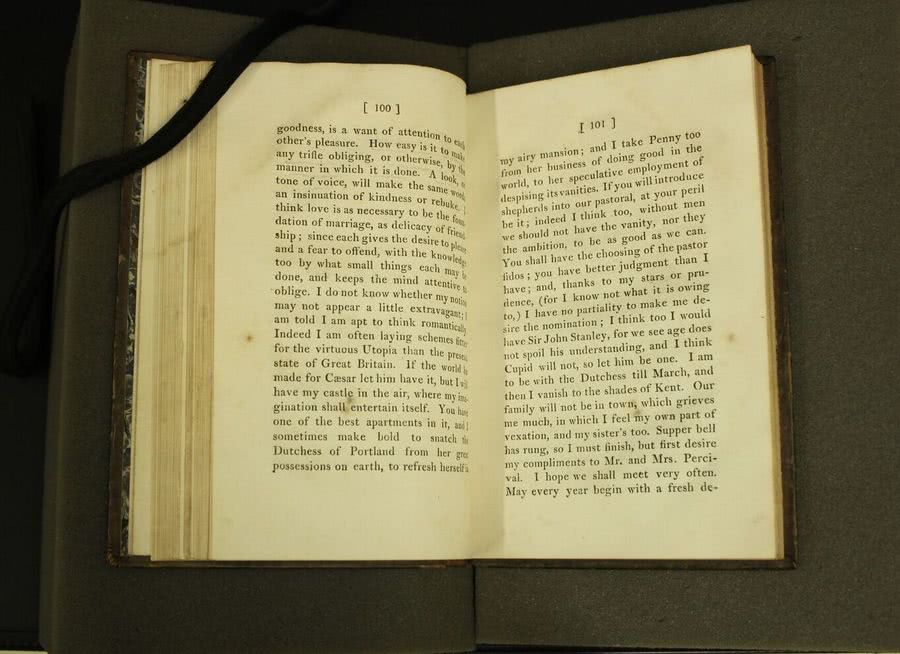 [ 100 ]
goodness, is a want of attention to each
other's pleasure. How easy is it to make
any trifle obliging, or otherwise, by the
manner in which it is done. A look, or
tone of voice, will make the same words
an insinuation of kindness or rebuke. I
think love is as necessary to be the foun-
dation of marriage, as delicacy of friend-
ship; since each gives the desire to please
and a fear to offend, with the knowledge
too by what small things each may be
done, and keeps the mind attentive to
oblige. I do not know whether my notions
may not appear a little extravagant; I
am told I am apt to think romantically
Indeed I am often laying schemes fitter
for the virtuous Utopia than the present
state of Great Britain. If the world be
made for Cæsar let him have it, but I will
have my castle in the air, where my ima-
gination shall entertain itself. You have
one of the best apartments in it, and I
sometimes make bold to snatch the
Dutchess of Portland from her great
possessions on earth, to refresh herself in
[ 101 ]
my airy mansion; and I take Penny too
from her business of doing good in the
world, to her speculative employment of
despising its vanities. If you will introduce
shepherds into our pastoral, at your peril
be it; indeed I think too, without men
we should not have the vanity, nor they
the ambition, to be as good as we can.
You shall have the choosing of the pastor
fidos; you have better judgment than I
have; and, thanks to my stars or pru-
dence, (for I know not what it is owing
to,) I have no partiality to make me de-
sire the nomination; I think too I would
have Sir John Stanley, for we see age does
not spoil his understanding, and I think
Cupid will not, so let him be one. I am
to be with the Dutchess till March, and
then I vanish to the shades of Kent. Our
family will not be in town, which grieves
me much, in which I feel my own part of
vexation, and my sister's too. Supper bell
has rung, so I must finish, but first desire
my compliments to Mr. and Mrs. Perci-
val. I hope we shall meet very often.
May every year begin with a fresh de-